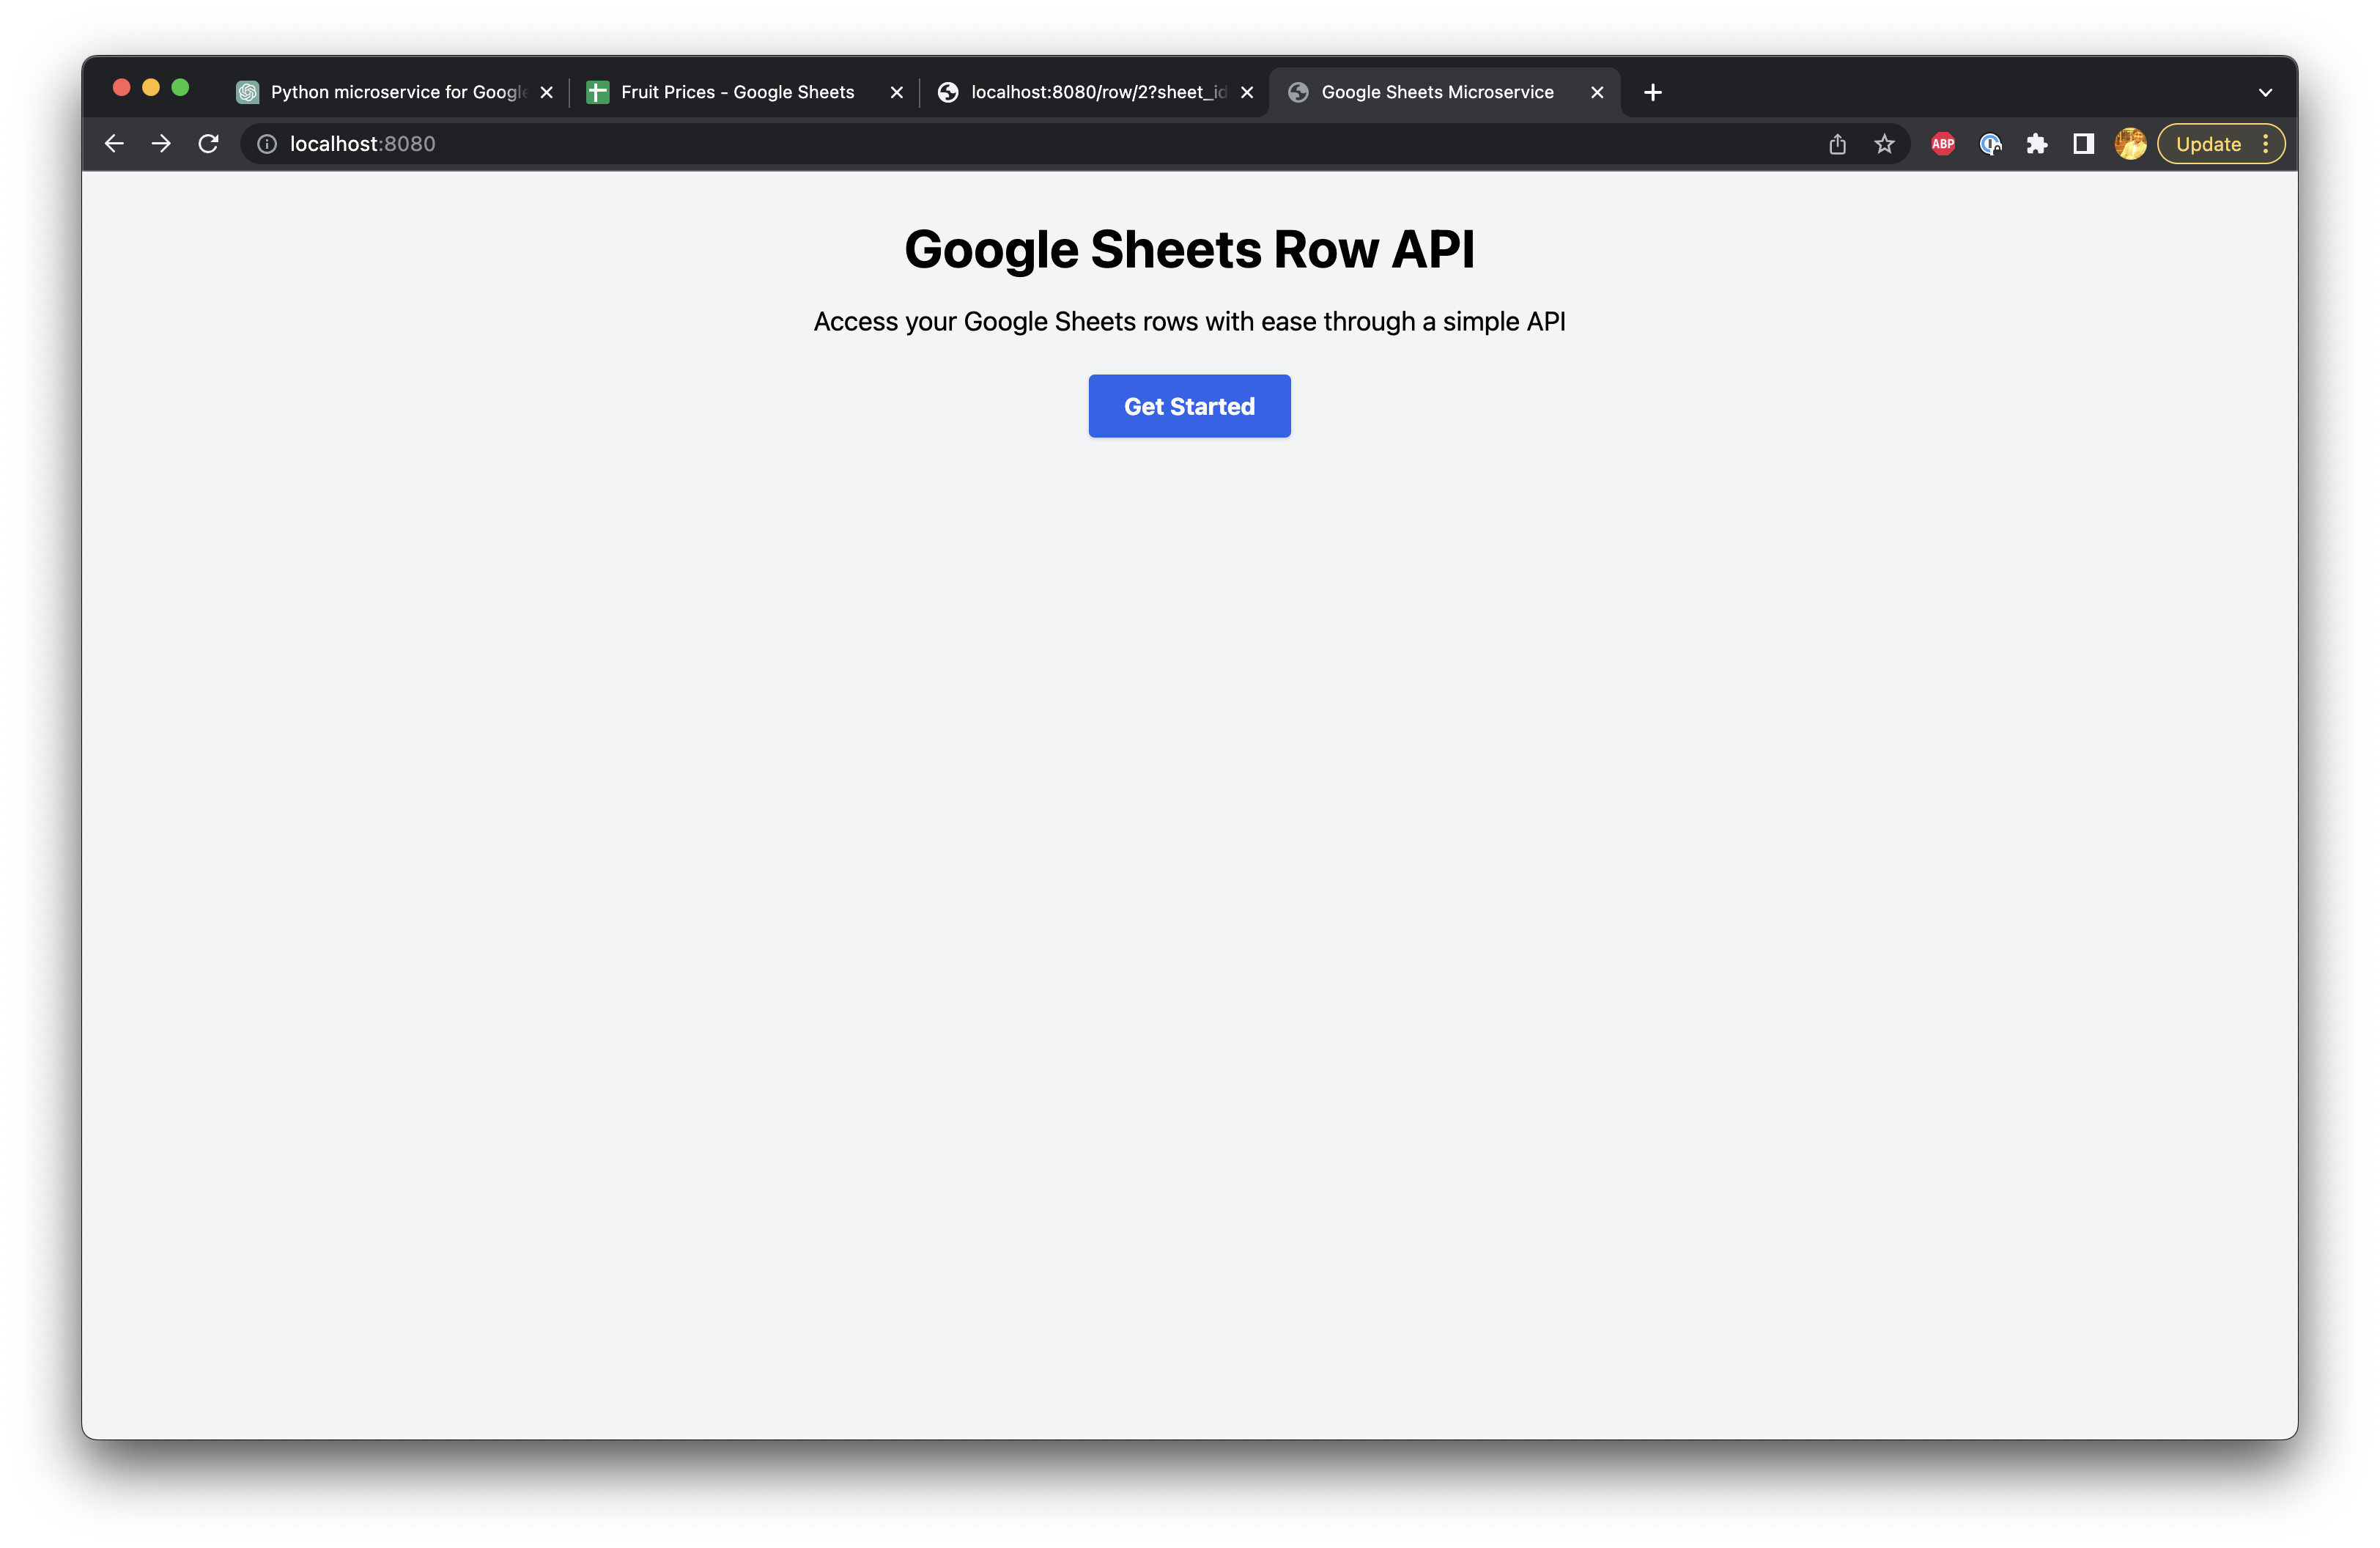 Python microservice for Googl
Fruit Prices - Google Sheets
localhost:8080/row/2?sheet_id
Google Sheets Microservice
localhost:8080
ABP
Update
Google Sheets Row API
Access your Google Sheets rows with ease through a simple API
Get Started